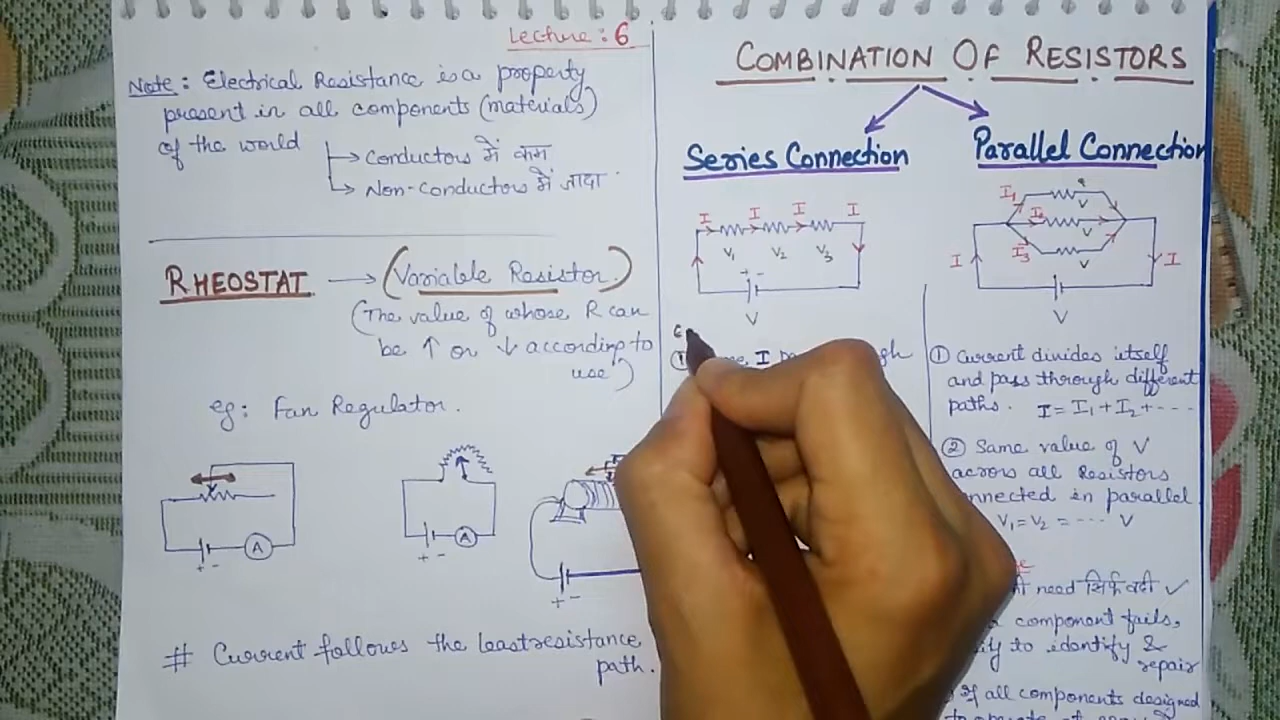 Lecture : 6
Note : Electrical Resistance is a property
present in all components (materials)
of the world
Conductors में कम
Non-Conductors में जादा
RHEOSTAT (Variable Resistor)
(The value of whose R can
be ↑ or ↓ according to
use)
eg : Fan Regulator.
A
+ -
A
+ -
+ -
# Current follows the least resistance
path.
COMBINATION OF RESISTORS
Series Connection
I I I I
V1 V2 V3
+ -
V
① I
Parallel Connection
I1
V
V
I3
V
I I
V
① Current divides itself
and pass through different
paths. I = I1 + I2 + ----
② Same value of V
across all Resistors
connected in parallel
V1 = V2 = ---- V
need सिर्फ वही ✓
component fails,
to identify &
repair
If all components designed